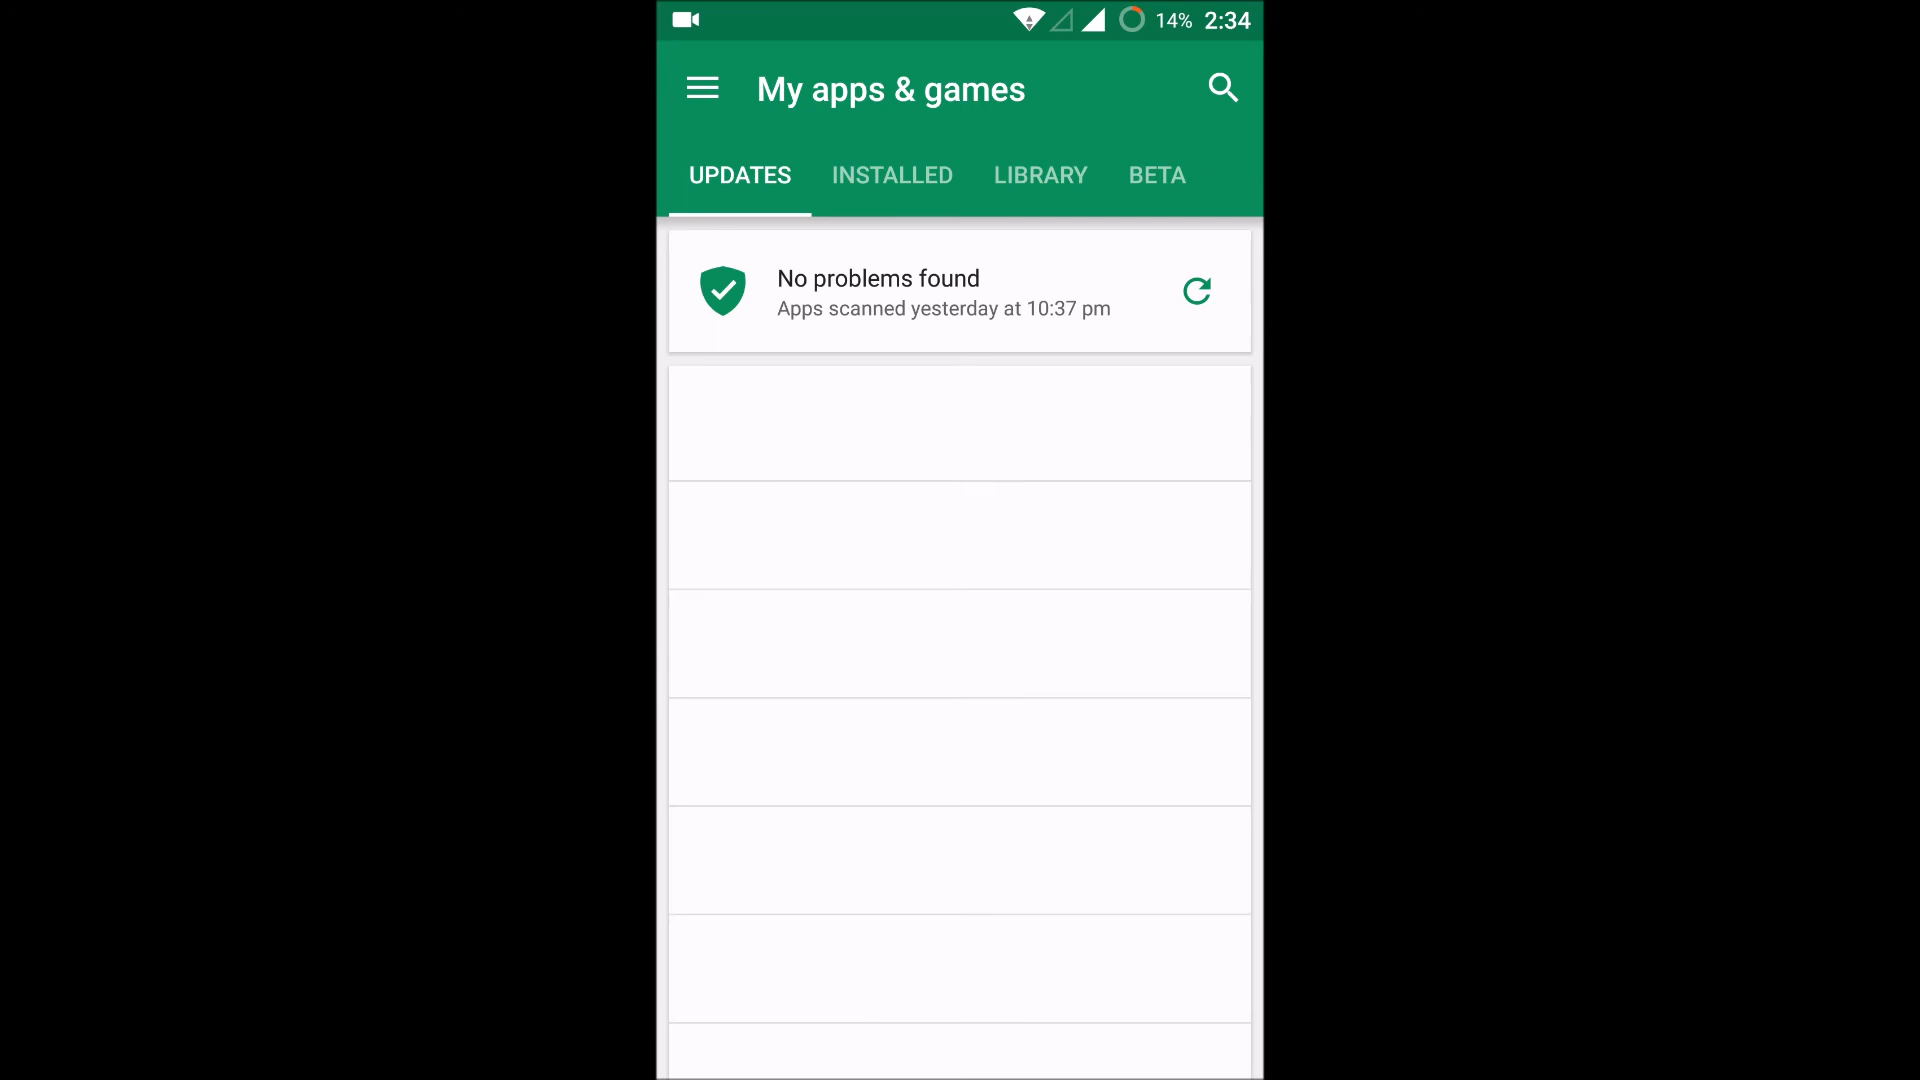 14% 2:34
My apps & games
UPDATES INSTALLED LIBRARY BETA
No problems found
Apps scanned yesterday at 10:37 pm